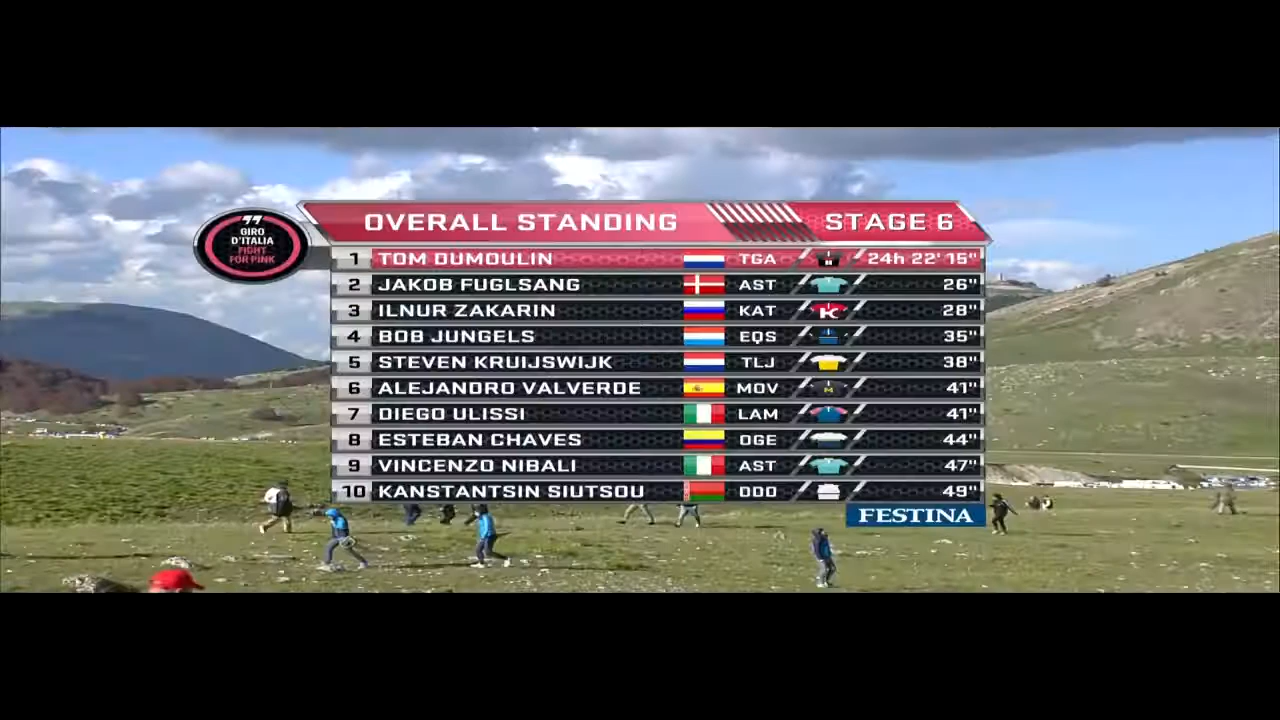 OVERALL STANDING STAGE 6
GIRO
D'ITALIA
FIGHT
FOR PINK
1 TOM DUMOULIN TGA 24h 22' 15"
2 JAKOB FUGLSANG AST 26"
3 ILNUR ZAKARIN KAT 28"
4 BOB JUNGELS EQS 35"
5 STEVEN KRUIJSWIJK TLJ 38"
6 ALEJANDRO VALVERDE MOV 41"
7 DIEGO ULISSI LAM 41"
8 ESTEBAN CHAVES OGE 44"
9 VINCENZO NIBALI AST 47"
10 KANSTANTSIN SIUTSOU DDD 49"
FESTINA